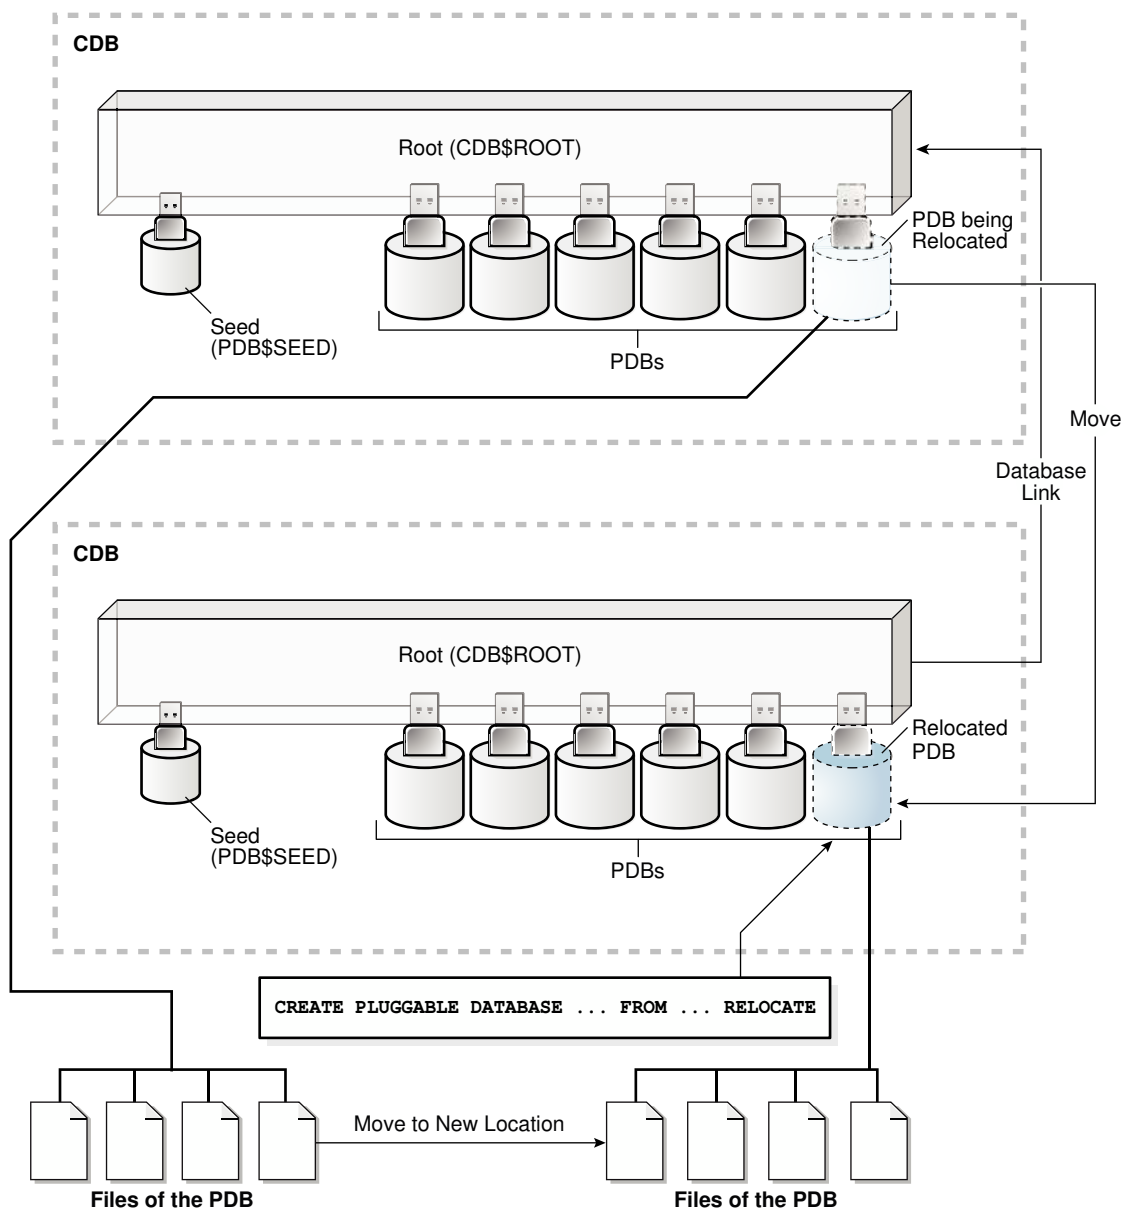 CDB
Root (CDB$ROOT)
PDB being
Relocated
Seed
(PDB$SEED)
PDBs
Move
Database
Link
CDB
Root (CDB$ROOT)
Relocated
PDB
Seed
(PDB$SEED)
PDBs
CREATE PLUGGABLE DATABASE ... FROM ... RELOCATE
Move to New Location
Files of the PDB
Files of the PDB